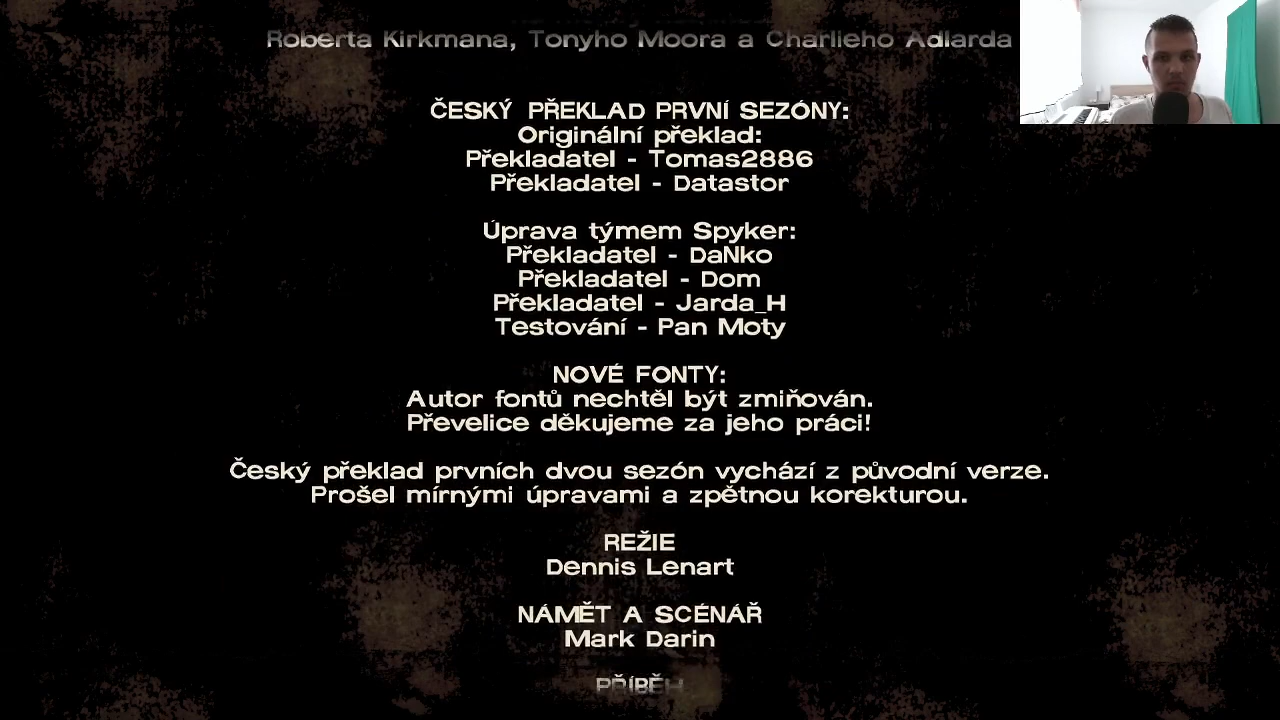 Roberta Kirkmana, Tonyho Moora a Charlieho Adlarda
ČESKÝ PŘEKLAD PRVNÍ SEZÓNY:
Originální překlad:
Překladatel - Tomas2886
Překladatel - Datastor
Úprava týmem Spyker:
Překladatel - DaNko
Překladatel - Dom
Překladatel - Jarda_H
Testování - Pan Moty
NOVÉ FONTY:
Autor fontů nechtěl být zmiňován.
Převelice děkujeme za jeho práci!
Český překlad prvních dvou sezón vychází z původní verze.
Prošel mírnými úpravami a zpětnou korekturou.
REŽIE
Dennis Lenart
NÁMĚT A SCÉNÁŘ
Mark Darin
PŘÍBĚH